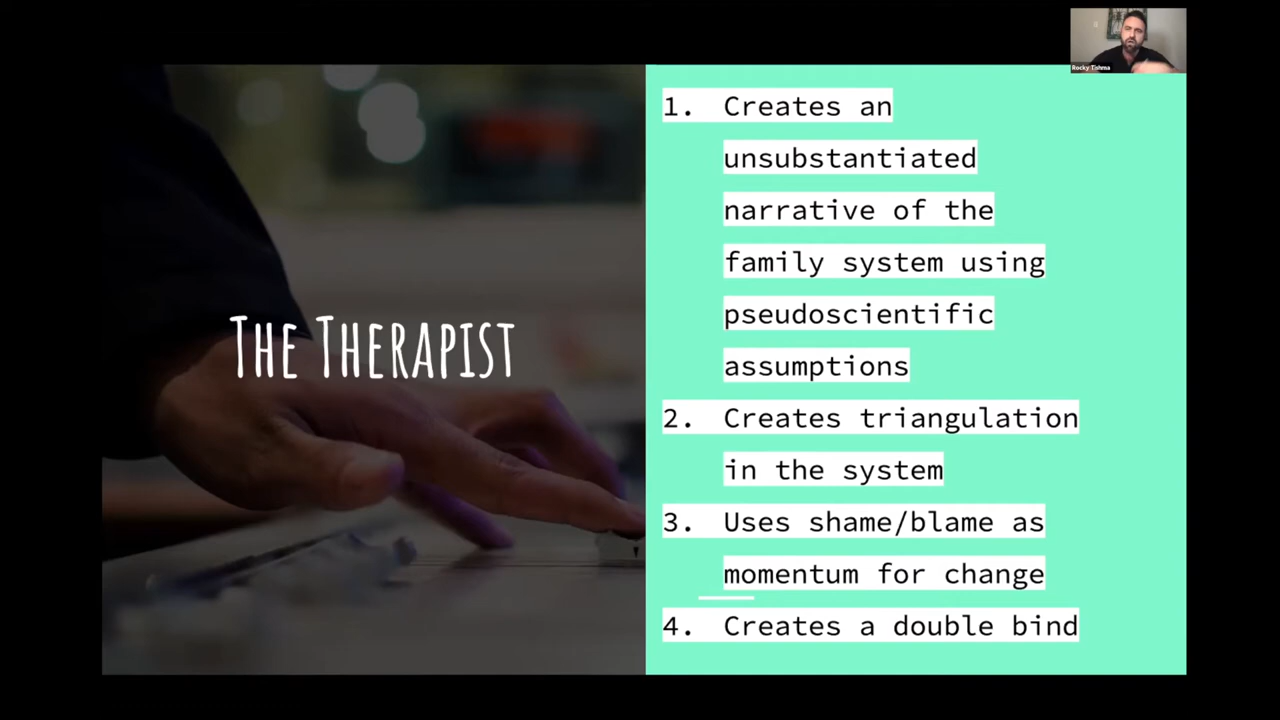 Rocky Tishma
THE THERAPIST
1. Creates an
unsubstantiated
narrative of the
family system using
pseudoscientific
assumptions
2. Creates triangulation
in the system
3. Uses shame/blame as
momentum for change
4. Creates a double bind